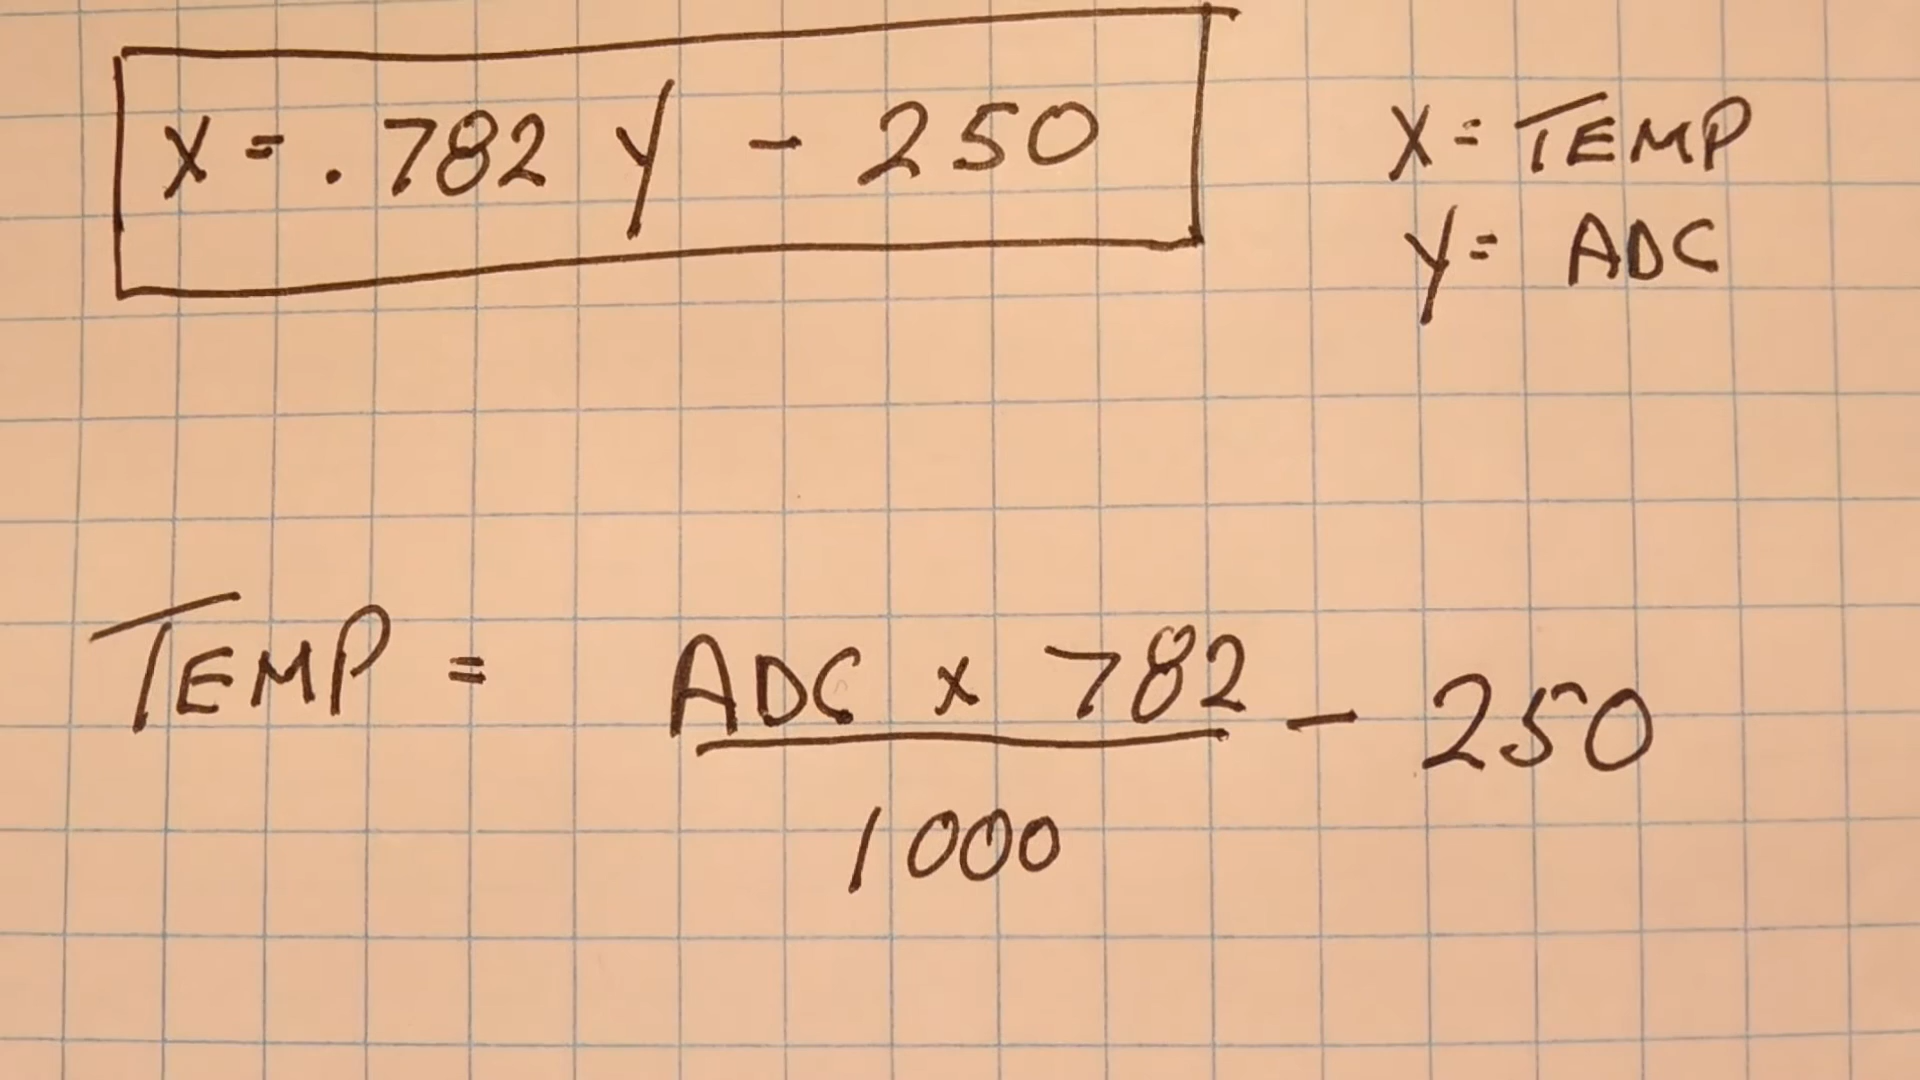 x = .782 y - 250
X = TEMP
y = ADC
TEMP = ADC x 782 - 250
1000